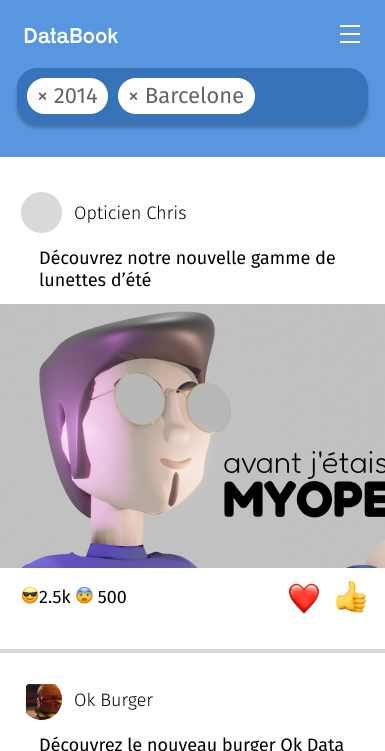 DataBook
× 2014 × Barcelone
Opticien Chris
Découvrez notre nouvelle gamme de
lunettes d’été
avant j'étais
MYOPE
2.5k 500
Ok Burger
Découvrez le nouveau burger Ok Data